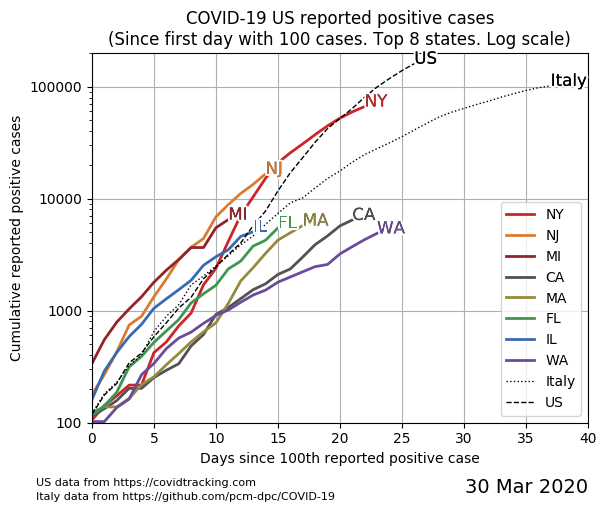 COVID-19 US reported positive cases
(Since first day with 100 cases. Top 8 states. Log scale)
Cumulative reported positive cases
100000
10000
1000
100
US
Italy
NY
NJ
MI
IL
FL
MA
CA
WA
NY
NJ
MI
CA
MA
FL
IL
WA
Italy
US
0 5 10 15 20 25 30 35 40
Days since 100th reported positive case
US data from https://covidtracking.com
Italy data from https://github.com/pcm-dpc/COVID-19
30 Mar 2020